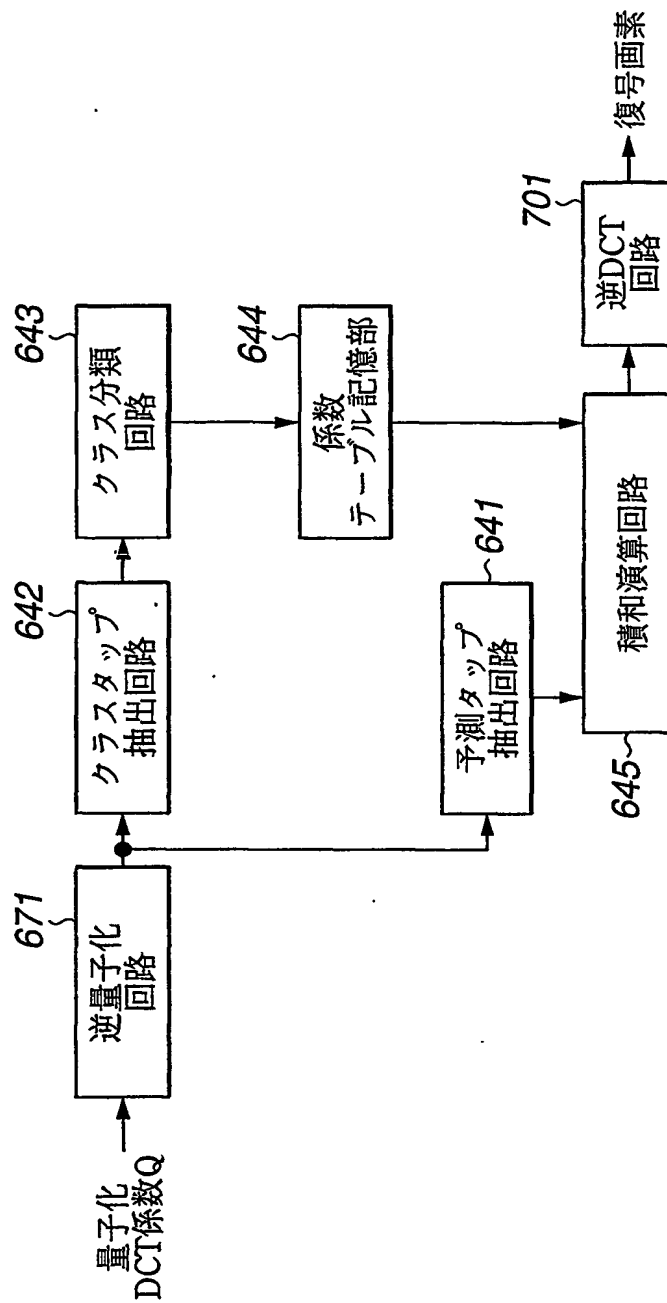 量子化
DCT係数Q
671
逆量子化
回路
642
クラスタップ
抽出回路
643
クラス分類
回路
644
係数
テーブル記憶部
641
予測タップ
抽出回路
645
積和演算回路
701
逆DCT
回路
復号画素